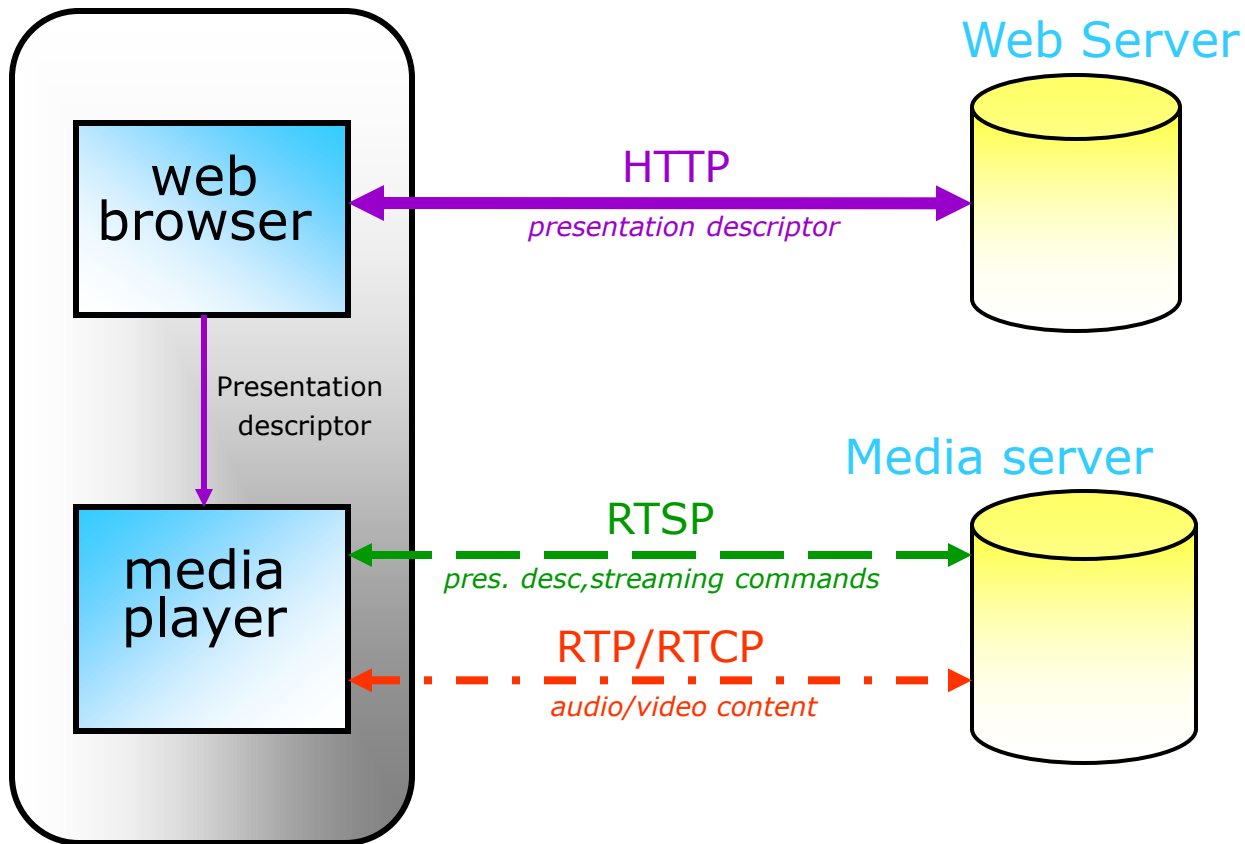 Web Server
web
browser
HTTP
presentation descriptor
Presentation
descriptor
Media server
media
player
RTSP
pres. desc,streaming commands
RTP/RTCP
audio/video content